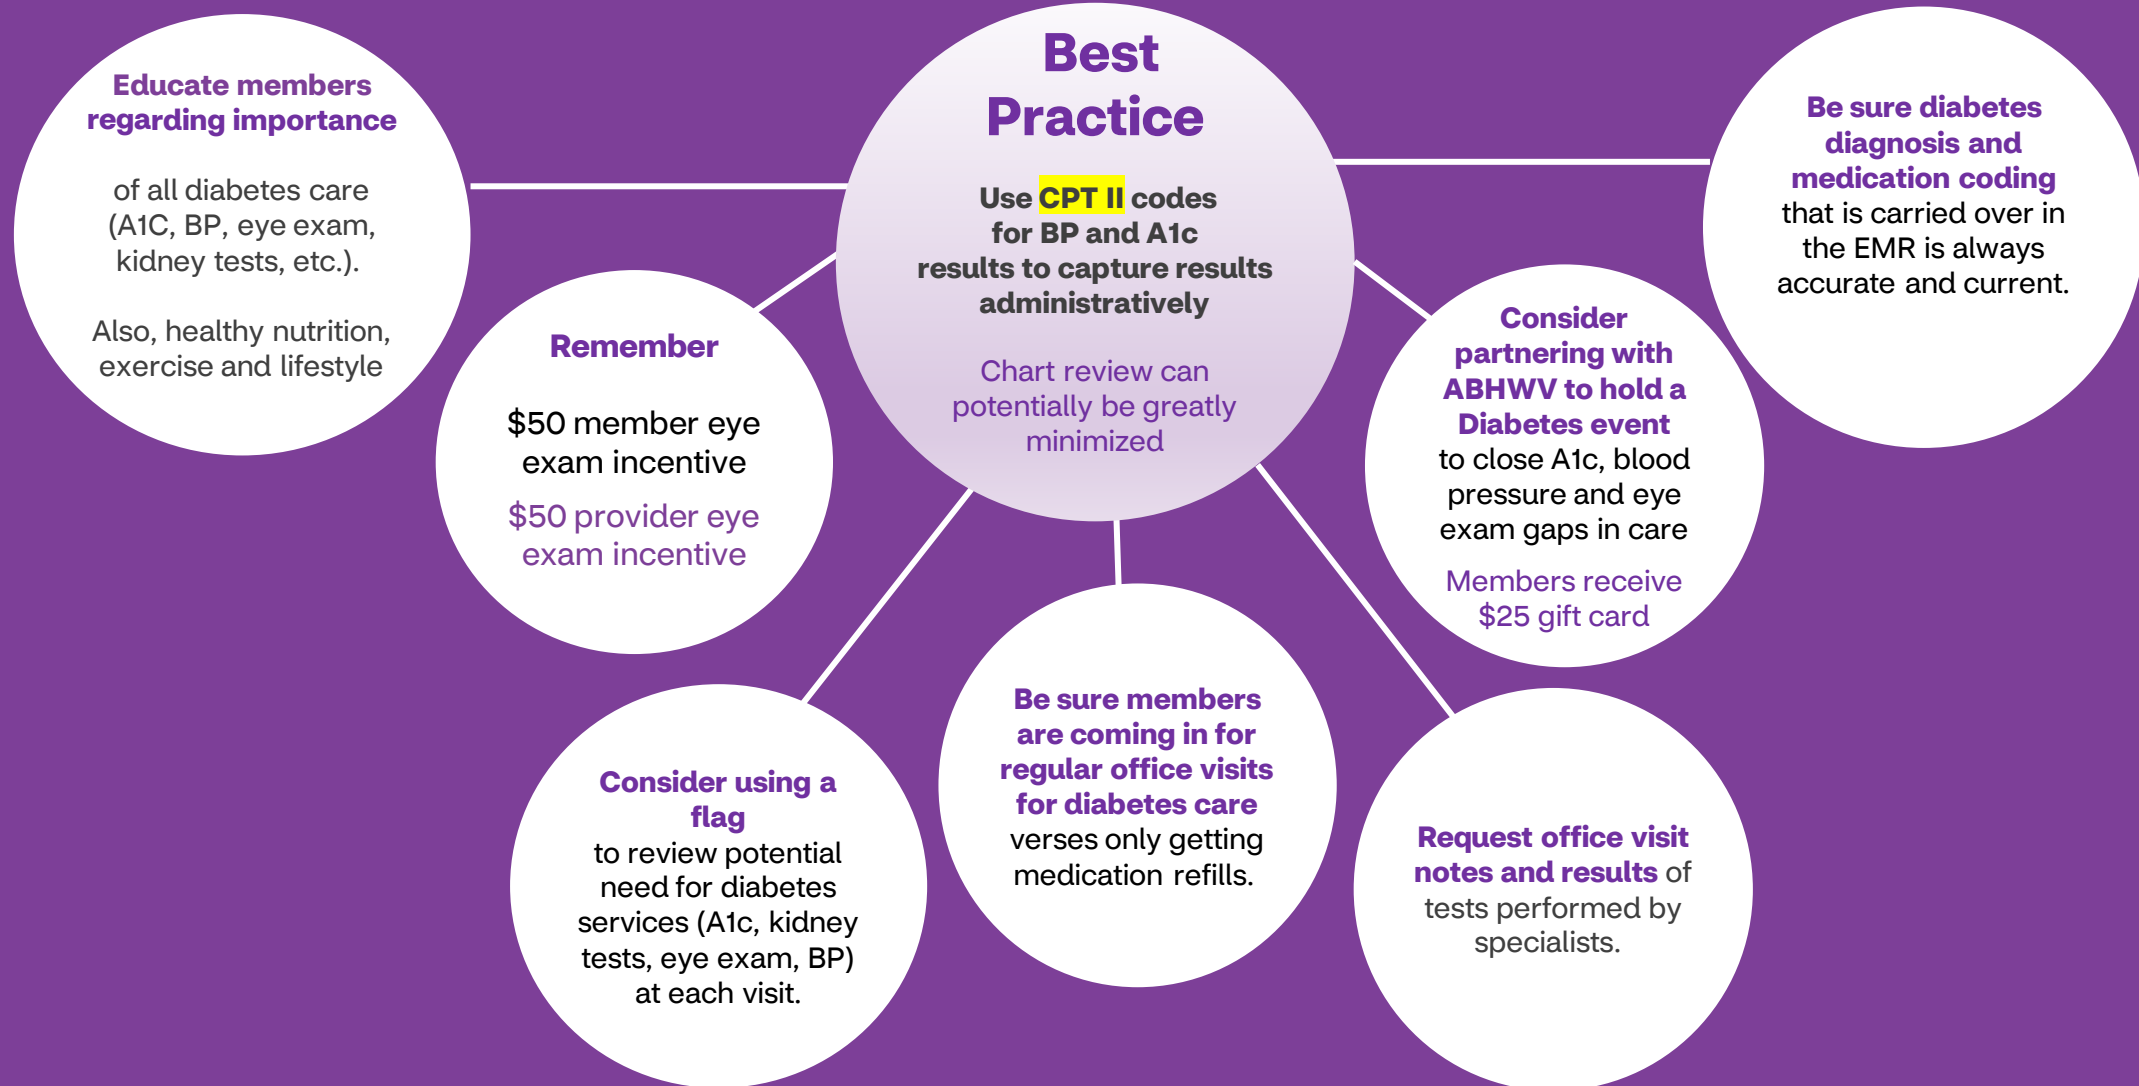 Educate members
regarding importance
of all diabetes care
(A1C, BP, eye exam,
kidney tests, etc.).
Also, healthy nutrition,
exercise and lifestyle
Remember
$50 member eye
exam incentive
$50 provider eye
exam incentive
Best
Practice
Use CPT II codes
for BP and A1c
results to capture results
administratively
Chart review can
potentially be greatly
minimized
Be sure diabetes
diagnosis and
medication coding
that is carried over in
the EMR is always
accurate and current.
Consider
partnering with
ABHWV to hold a
Diabetes event
to close A1c, blood
pressure and eye
exam gaps in care
Members receive
$25 gift card
Consider using a
flag
to review potential
need for diabetes
services (A1c, kidney
tests, eye exam, BP)
at each visit.
Be sure members
are coming in for
regular office visits
for diabetes care
verses only getting
medication refills.
Request office visit
notes and results of
tests performed by
specialists.